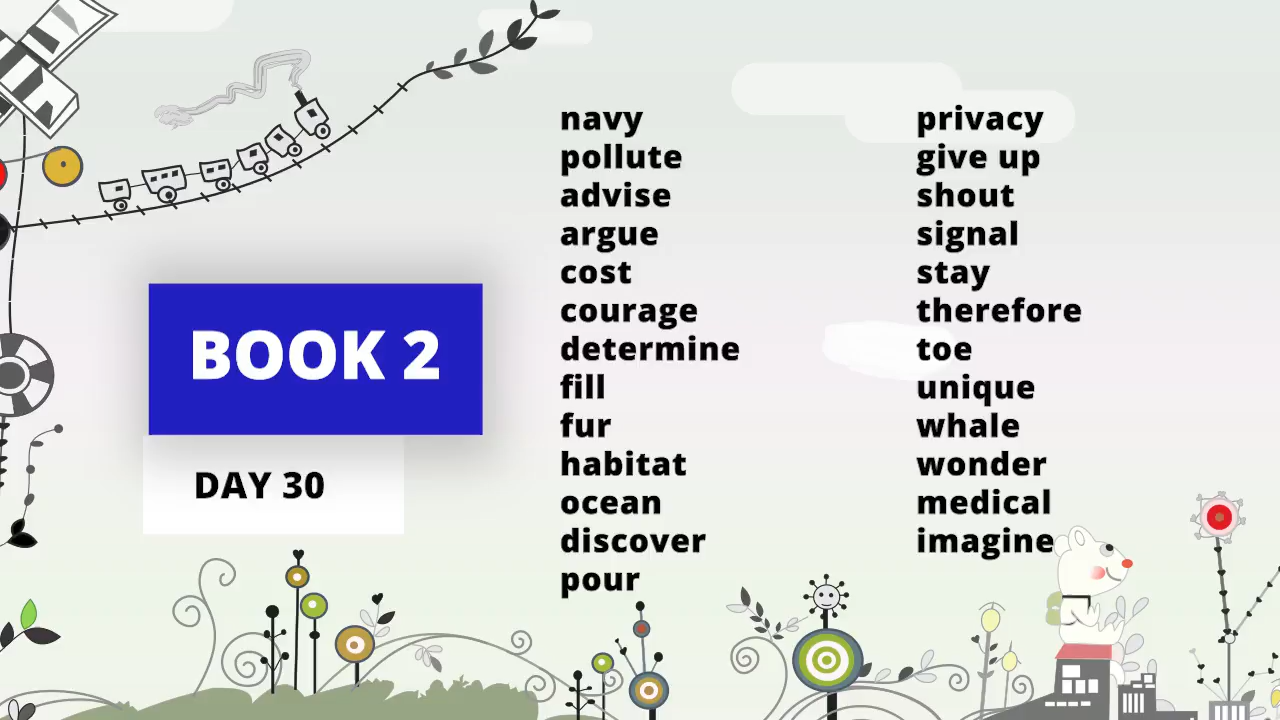 BOOK 2
DAY 30
navy
pollute
advise
argue
cost
courage
determine
fill
fur
habitat
ocean
discover
pour
privacy
give up
shout
signal
stay
therefore
toe
unique
whale
wonder
medical
imagine